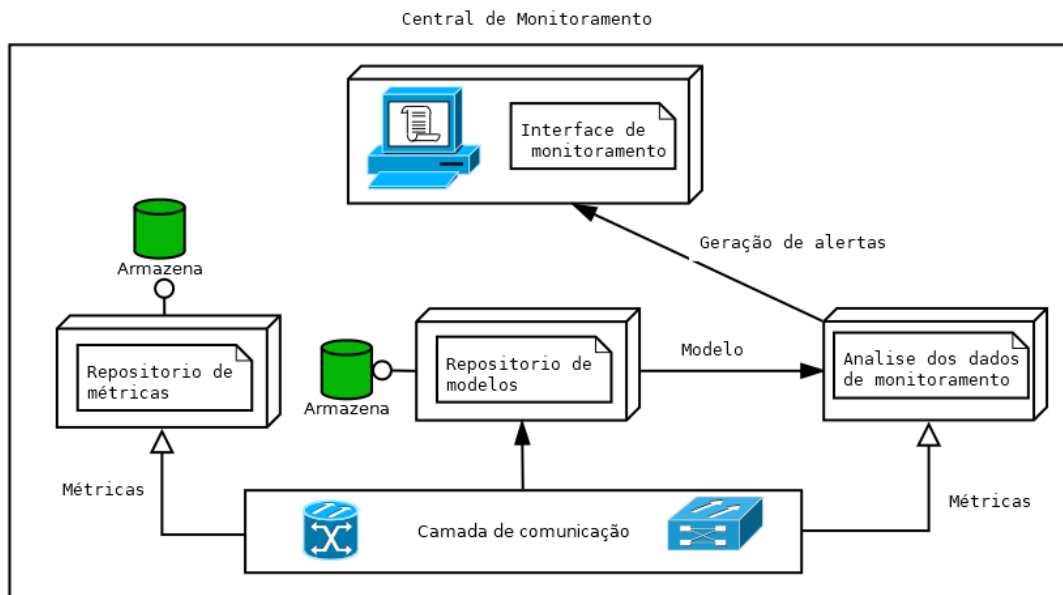 Central de Monitoramento
Interface de
monitoramento
Armazena
Geração de alertas
Repositorio de
métricas
Armazena
Repositorio de
modelos
Modelo
Analise dos dados
de monitoramento
Métricas
Camada de comunicação
Métricas